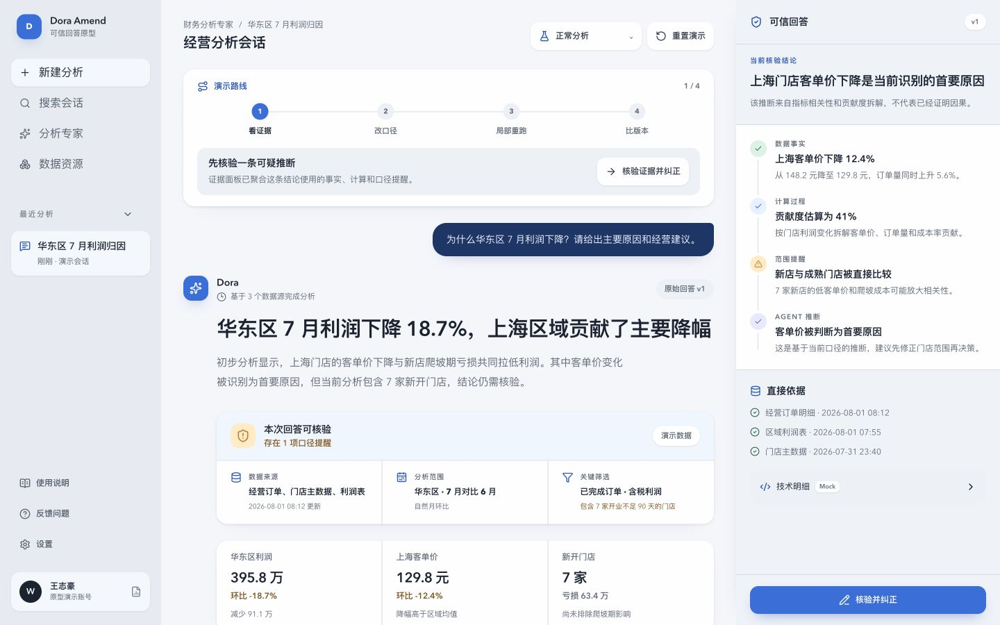 D
Dora Amend
可信回答原型
新建分析
搜索会话
分析专家
数据资源
最近分析
华东区 7 月利润归因
刚刚 · 演示会话
使用说明
反馈问题
设置
W
王志豪
原型演示账号
财务分析专家 / 华东区 7 月利润归因
经营分析会话
正常分析
重置演示
演示路线
1 / 4
1
2
3
4
看证据
改口径
局部重跑
比版本
先核验一条可疑推断
证据面板已聚合这条结论使用的事实、计算和口径提醒。
核验证据并纠正
为什么华东区 7 月利润下降？请给出主要原因和经营建议。
Dora
基于 3 个数据源完成分析
原始回答 v1
华东区 7 月利润下降 18.7%，上海区域贡献了主要降幅
初步分析显示，上海门店的客单价下降与新店爬坡期亏损共同拉低利润。其中客单价变化
被识别为首要原因，但当前分析包含 7 家新开门店，结论仍需核验。
本次回答可核验
存在 1 项口径提醒
演示数据
数据来源
经营订单、门店主数据、利润表
2026-08-01 08:12 更新
分析范围
华东区 · 7 月对比 6 月
自然月环比
关键筛选
已完成订单 · 含税利润
包含 7 家开业不足 90 天的门店
华东区利润
395.8 万
环比 -18.7%
减少 91.1 万
上海客单价
129.8 元
环比 -12.4%
降幅高于区域均值
新开门店
7 家
亏损 63.4 万
尚未排除爬坡期影响
可信回答
v1
当前核验结论
上海门店客单价下降是当前识别的首要原因
该推断来自指标相关性和贡献度拆解，不代表已经证明因果。
数据事实
上海客单价下降 12.4%
从 148.2 元降至 129.8 元，订单量同时上升 5.6%。
计算过程
贡献度估算为 41%
按门店利润变化拆解客单价、订单量和成本率贡献。
范围提醒
新店与成熟门店被直接比较
7 家新店的低客单价和爬坡成本可能放大相关性。
AGENT 推断
客单价被判断为首要原因
这是基于当前口径的推断，建议先修正门店范围再决策。
直接依据
经营订单明细 · 2026-08-01 08:12
区域利润表 · 2026-08-01 07:55
门店主数据 · 2026-07-31 23:40
技术明细 Mock
核验并纠正